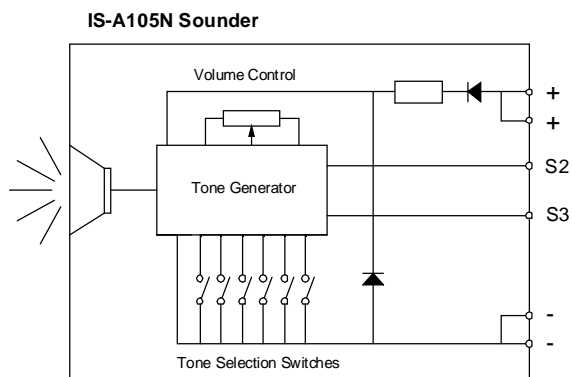 IS-A105N Sounder
Volume Control
+
+
S2
Tone Generator
S3
-
-
Tone Selection Switches